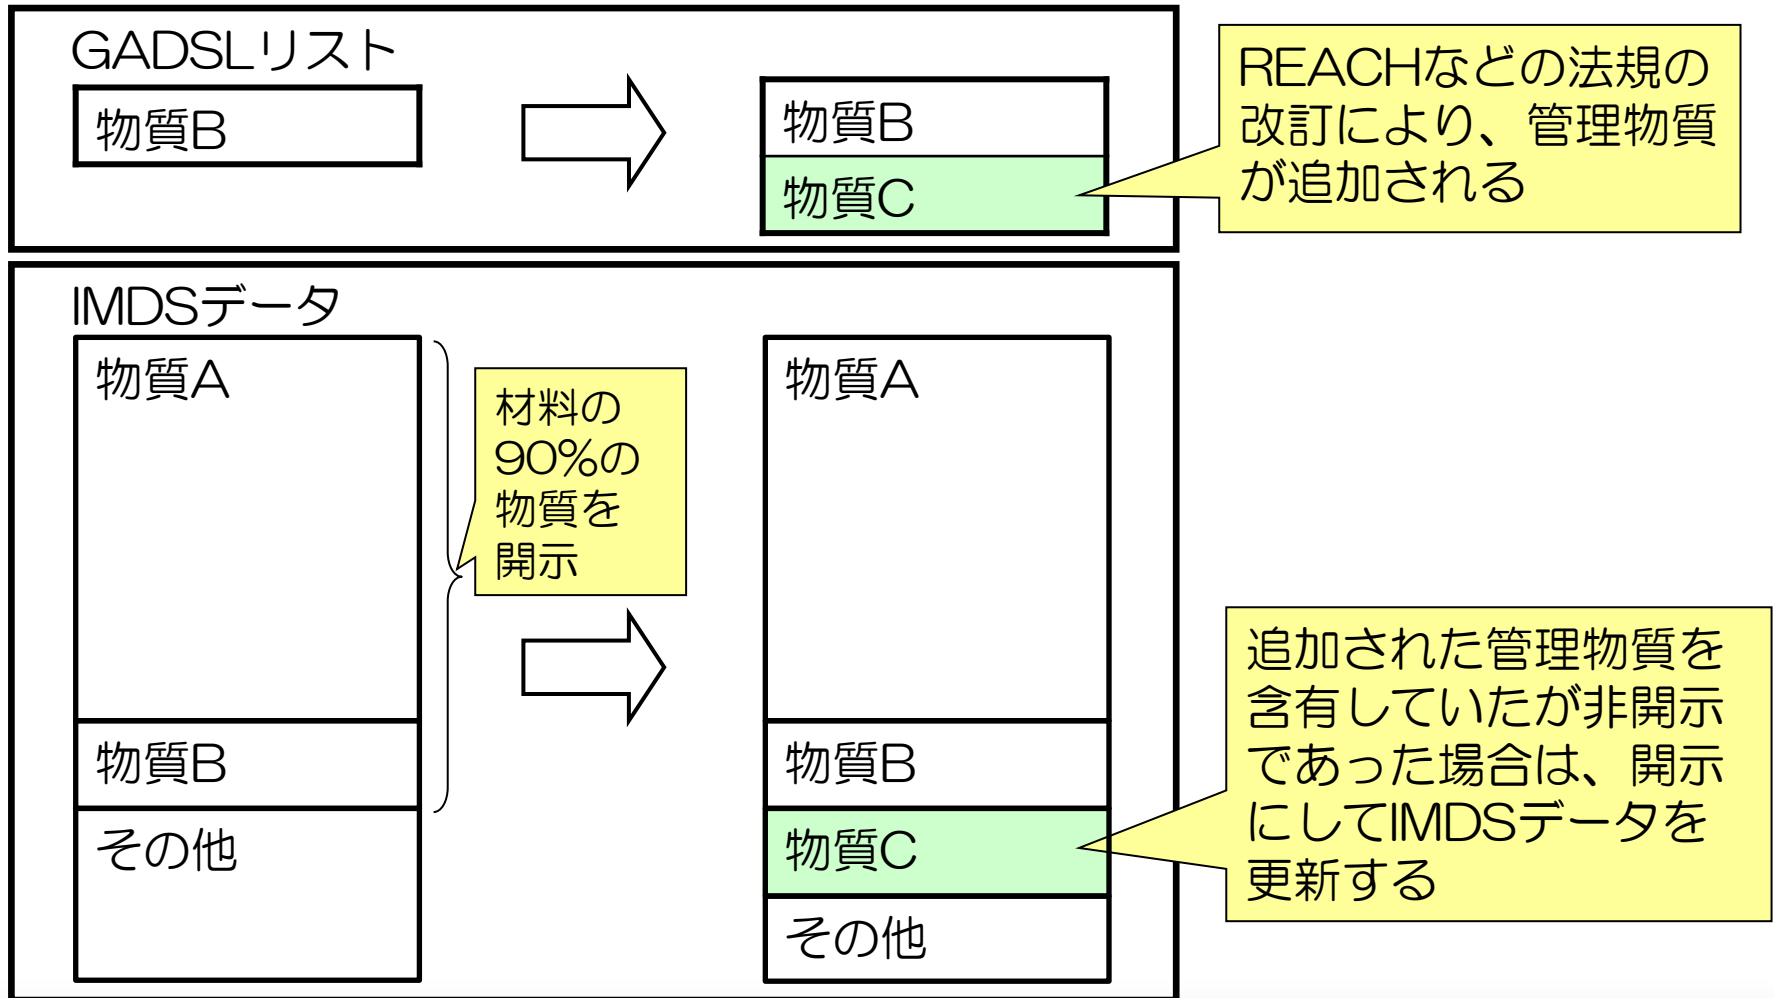 GADSLリスト
物質B
物質B
物質C
REACHなどの法規の
改訂により、管理物質
が追加される
IMDSデータ
物質A
物質B
その他
材料の
90%の
物質を
開示
物質A
物質B
物質C
その他
追加された管理物質を
含有していたが非開示
であった場合は、開示
にしてIMDSデータを
更新する